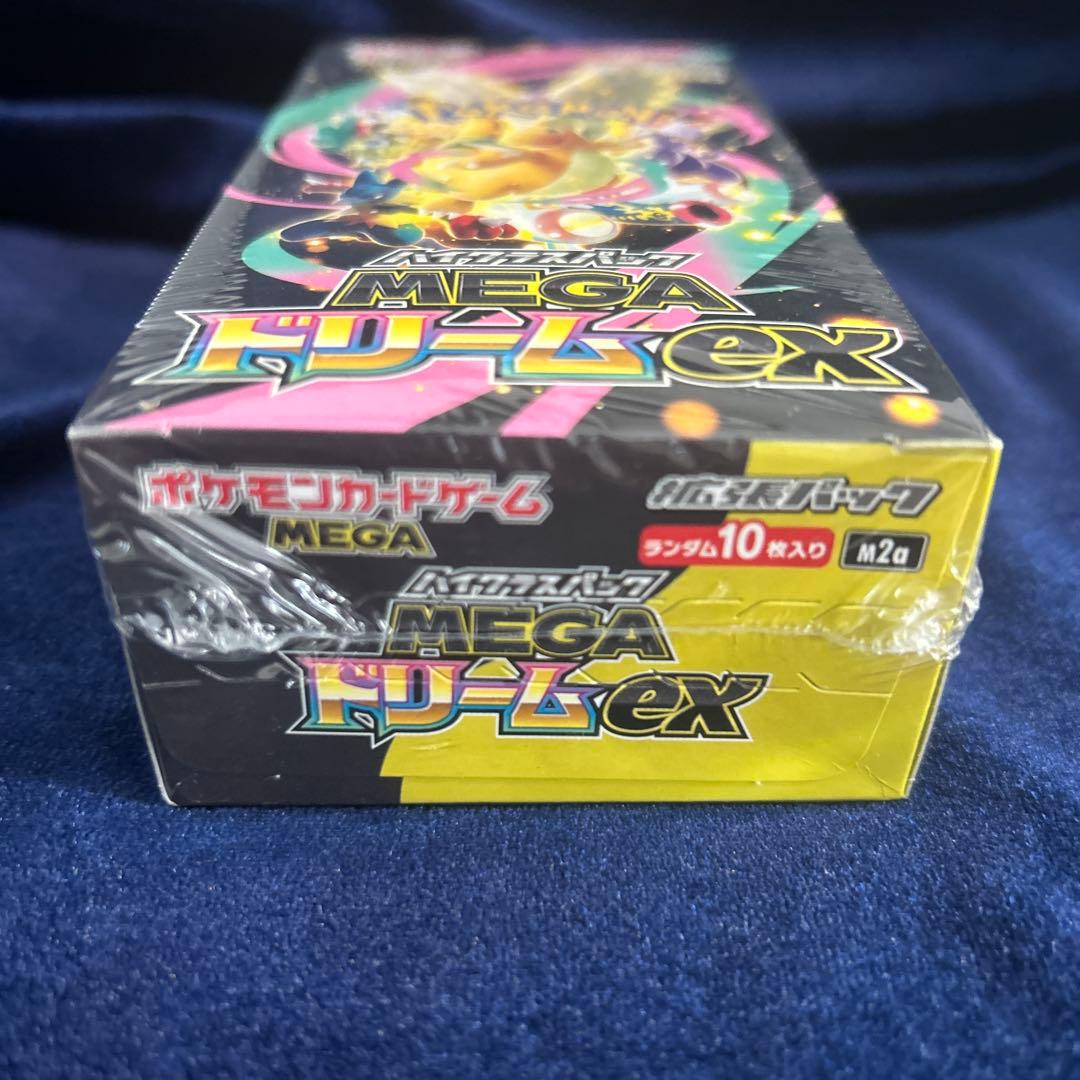 ハイクラスパック
MEGA
ドリームex
ポケモンカードゲーム
MEGA
拡張パック
ランダム10枚入り
M2a
ハイクラスパック
MEGA
ドリームex